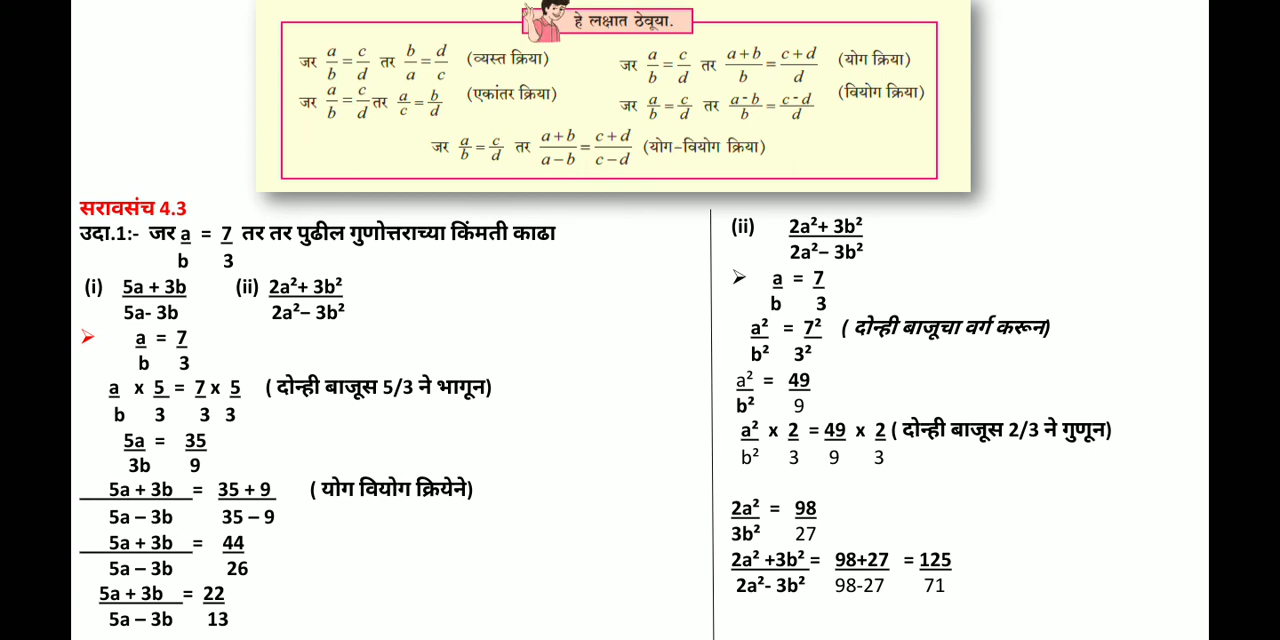 हे लक्षात ठेवूया.
जर a/b = c/d तर b/a = d/c (व्यस्त क्रिया)
जर a/b = c/d तर a/c = b/d (एकांतर क्रिया)
जर a/b = c/d तर a+b/b = c+d/d (योग क्रिया)
जर a/b = c/d तर a-b/b = c-d/d (वियोग क्रिया)
जर a/b = c/d तर a+b/a−b = c+d/c−d (योग-वियोग क्रिया)
सरावसंच 4.3
उदा.1:- जर a = 7 तर तर पुढील गुणोत्तराच्या किंमती काढा
b 3
(i) 5a + 3b (ii) 2a²+ 3b²
5a- 3b 2a²– 3b²
➢ a = 7
b 3
a x 5 = 7 x 5 ( दोन्ही बाजूस 5/3 ने भागून)
b 3 3 3
5a = 35
3b 9
5a + 3b = 35 + 9 ( योग वियोग क्रियेने)
5a – 3b 35 – 9
5a + 3b = 44
5a – 3b 26
5a + 3b = 22
5a – 3b 13
(ii) 2a²+ 3b²
2a²– 3b²
➢ a = 7
b 3
a² = 7² ( दोन्ही बाजूचा वर्ग करून)
b² 3²
a² = 49
b² 9
a² x 2 = 49 x 2 ( दोन्ही बाजूस 2/3 ने गुणून)
b² 3 9 3
2a² = 98
3b² 27
2a² +3b² = 98+27 = 125
2a²- 3b² 98-27 71